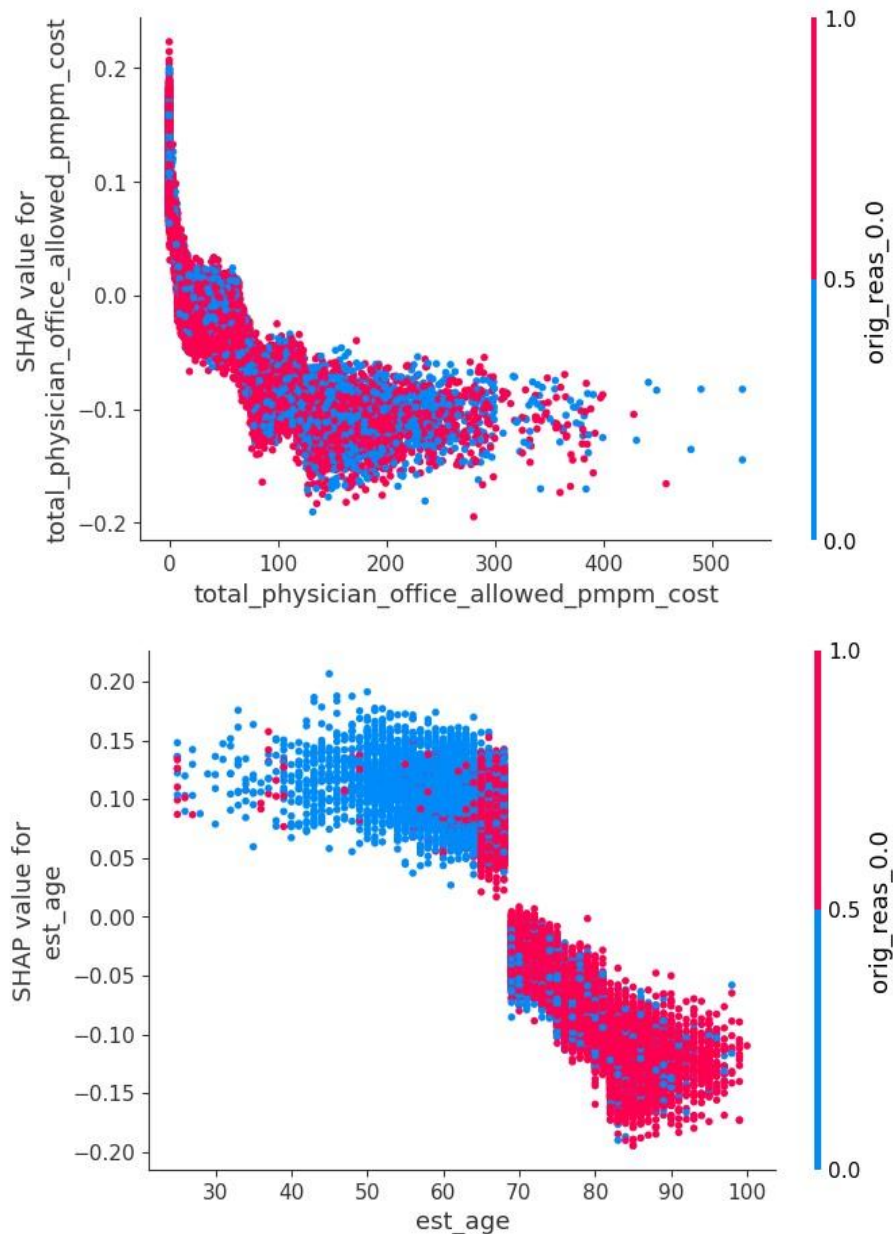 1.0
0.2
0.1
0.0
−0.1
−0.2
SHAP value for
total_physician_office_allowed_pmpm_cost
0.5
orig_reas_0.0
0.0
0 100 200 300 400 500
total_physician_office_allowed_pmpm_cost
1.0
0.20
0.15
0.10
0.05
0.00
−0.05
−0.10
−0.15
−0.20
SHAP value for
est_age
0.5
orig_reas_0.0
0.0
30 40 50 60 70 80 90 100
est_age